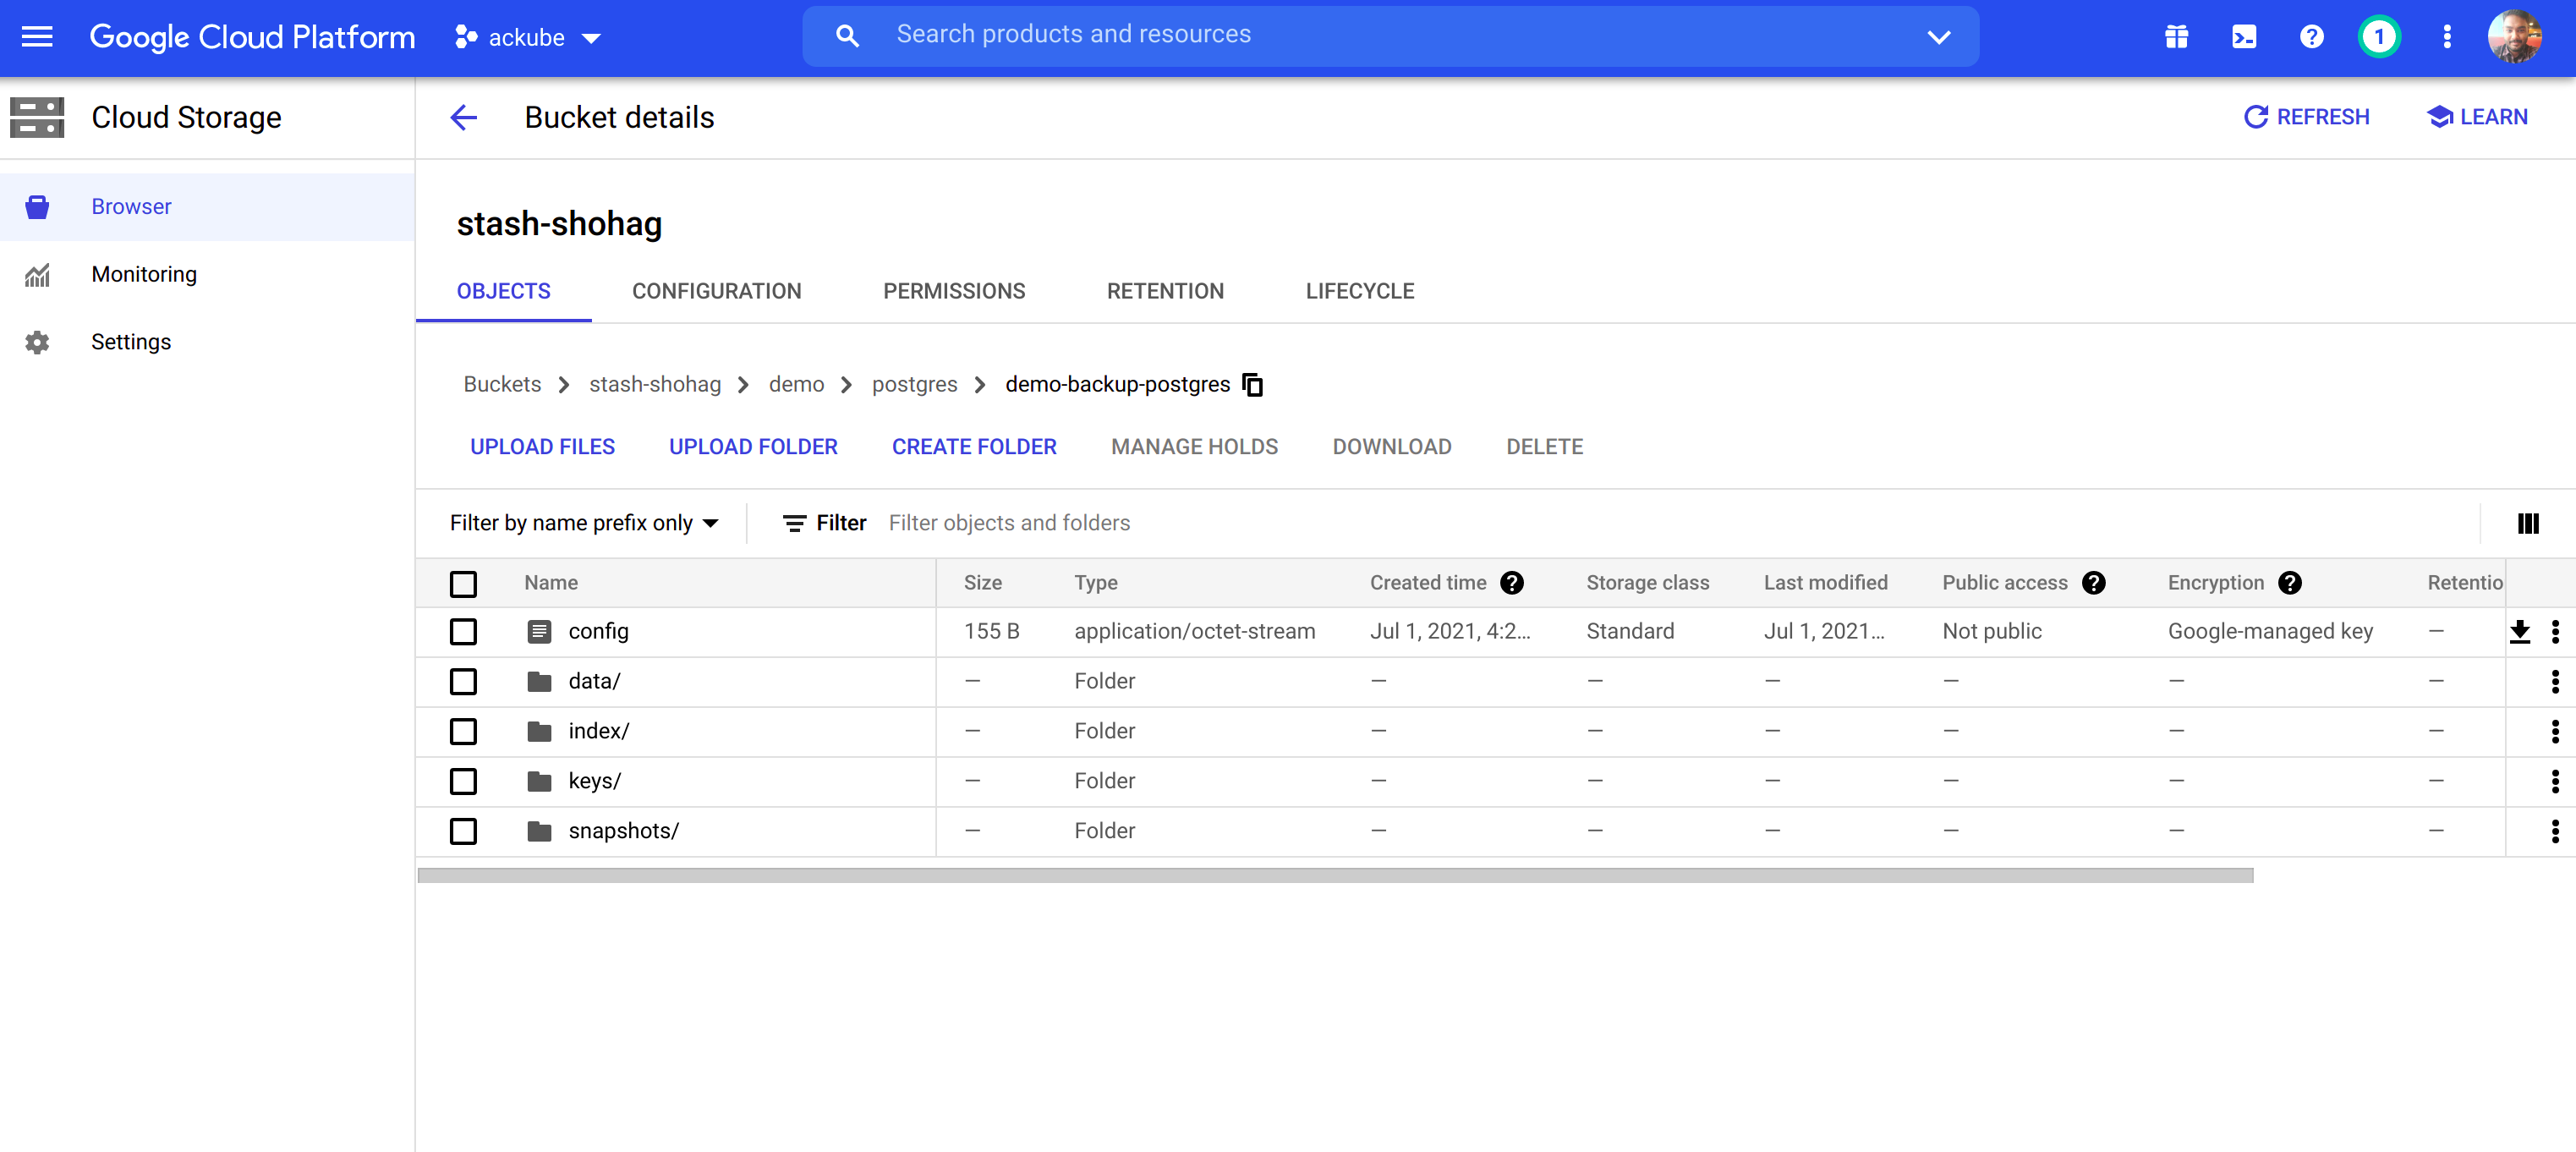 Google Cloud Platform ackube Search products and resources 1
Cloud Storage
Bucket details REFRESH LEARN
Browser
Monitoring
Settings
stash-shohag
OBJECTS CONFIGURATION PERMISSIONS RETENTION LIFECYCLE
Buckets stash-shohag demo postgres demo-backup-postgres
UPLOAD FILES UPLOAD FOLDER CREATE FOLDER MANAGE HOLDS DOWNLOAD DELETE
Filter by name prefix only Filter Filter objects and folders
Name Size Type Created time Storage class Last modified Public access Encryption Retentio
config 155 B application/octet-stream Jul 1, 2021, 4:2... Standard Jul 1, 2021... Not public Google-managed key —
data/ — Folder — — — — — —
index/ — Folder — — — — — —
keys/ — Folder — — — — — —
snapshots/ — Folder — — — — — —